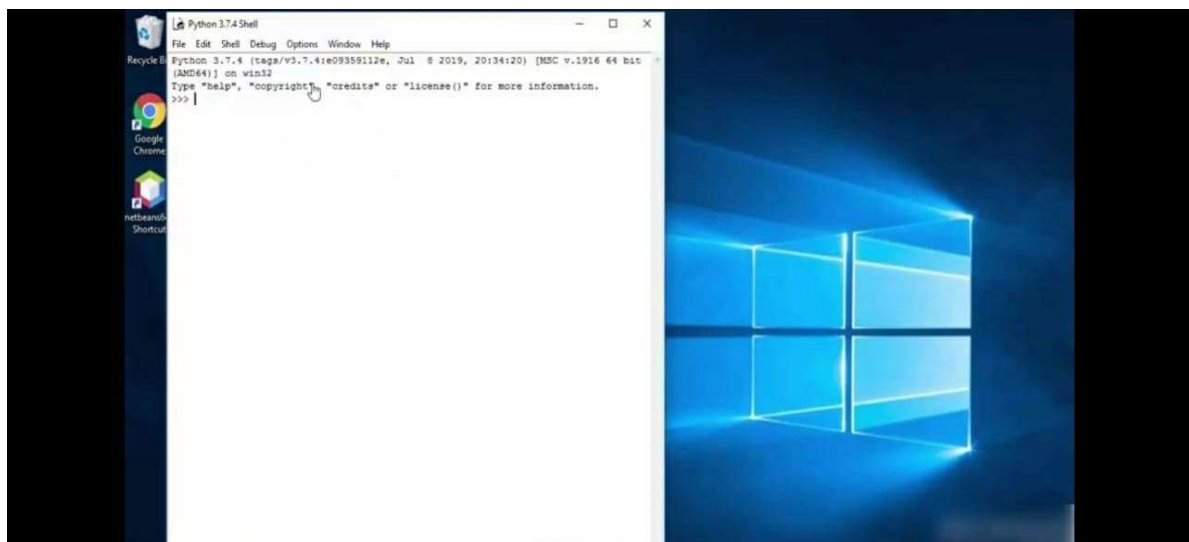 Python 3.7.4 Shell
File Edit Shell Debug Options Window Help
Python 3.7.4 (tags/v3.7.4:e09359112e, Jul 8 2019, 20:34:20) [MSC v.1916 64 bit
(AMD64)] on win32
Type "help", "copyright", "credits" or "license()" for more information.
>>>
Recycle Bi
Google
Chrome
netbeans6
Shortcut